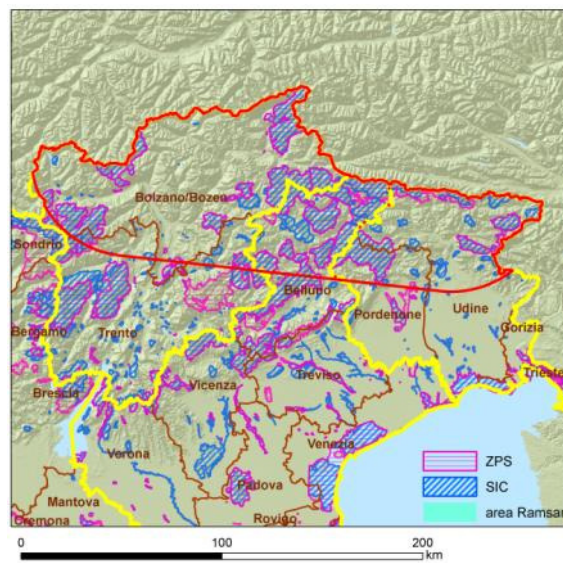 Bolzano/Bozen
Sondrio
Belluno
Pordenone
Udine
Bergamo
Trento
Gorizia
Trieste
Brescia
Vicenza
Treviso
Verona
Venezia
Padova
Mantova
Cremona
Rovigo
ZPS
SIC
area Ramsar
0 100 200
km